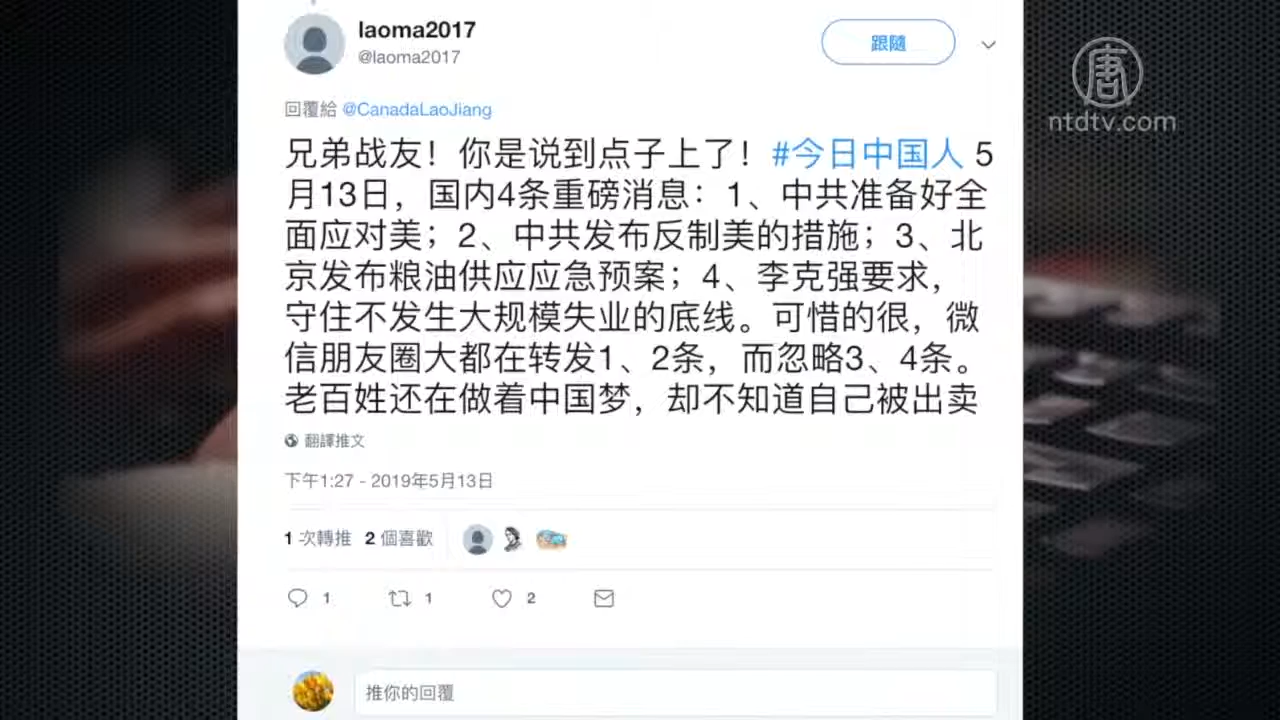 laoma2017
@laoma2017
跟隨
唐
ntdtv.com
回覆給 @CanadaLaoJiang
兄弟战友！你是说到点子上了！#今日中国人 5
月13日，国内4条重磅消息：1、中共准备好全
面应对美；2、中共发布反制美的措施；3、北
京发布粮油供应应急预案；4、李克强要求，
守住不发生大规模失业的底线。可惜的很，微
信朋友圈大都在转发1、2条，而忽略3、4条。
老百姓还在做着中国梦，却不知道自己被出卖
翻譯推文
下午1:27 - 2019年5月13日
1 次轉推 2 個喜歡
1 1 2
推你的回覆